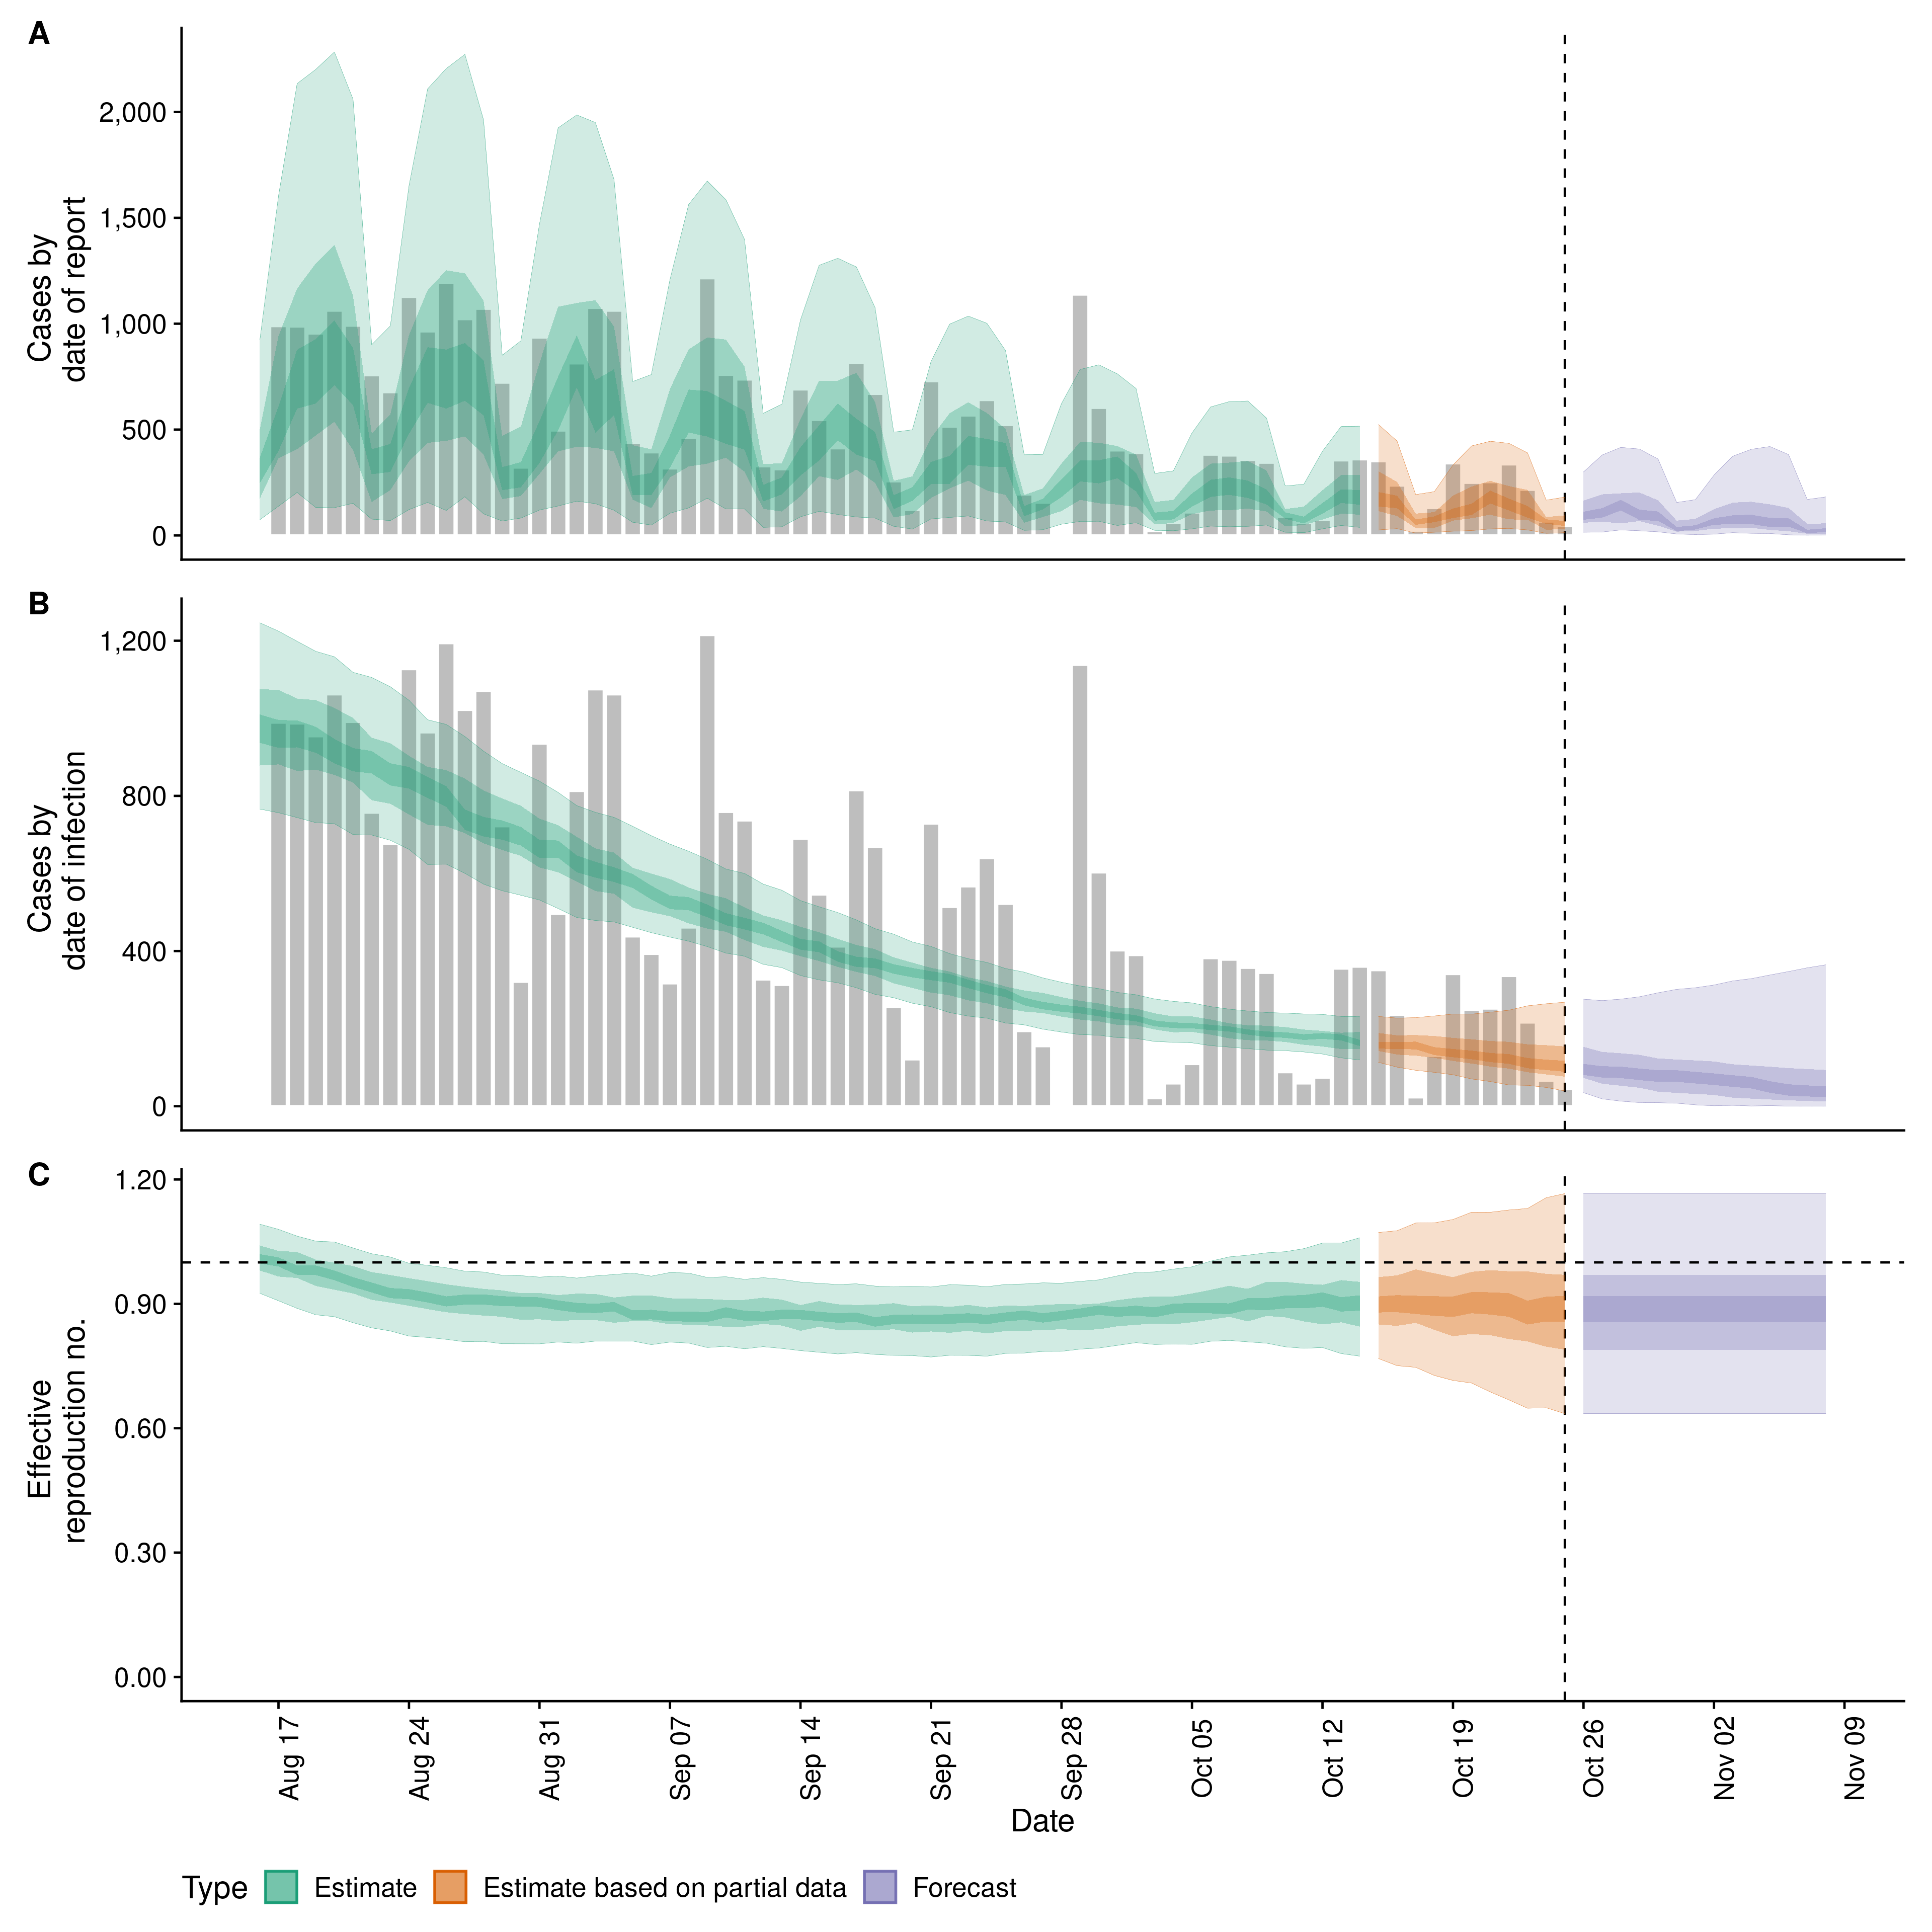 A
Cases by
date of report
2,000
1,500
1,000
500
0
B
Cases by
date of infection
1,200
800
400
0
C
Effective
reproduction no.
1.20
0.90
0.60
0.30
0.00
Aug 17
Aug 24
Aug 31
Sep 07
Sep 14
Sep 21
Sep 28
Oct 05
Oct 12
Oct 19
Oct 26
Nov 02
Nov 09
Date
Type Estimate Estimate based on partial data Forecast